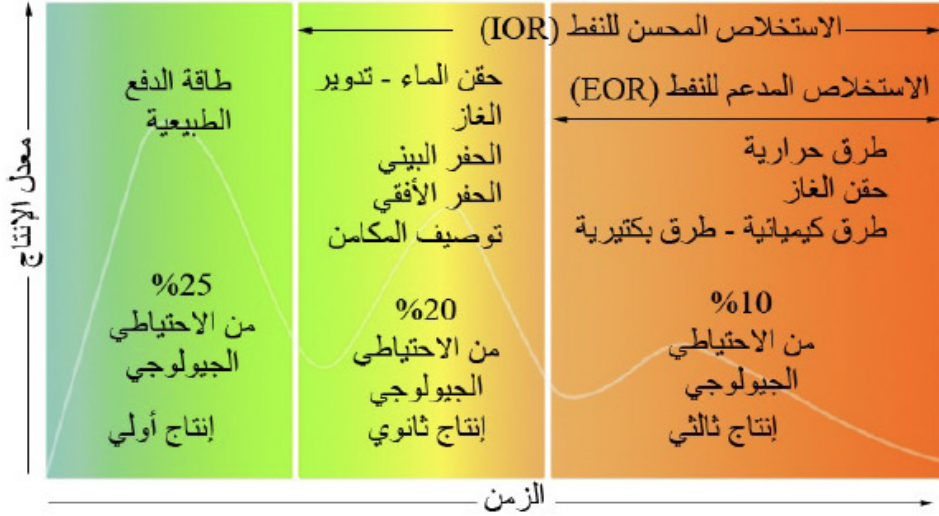 الاستخلاص المحسن للنفط (IOR)
الاستخلاص المدعم للنفط (EOR)
معدل الإنتاج
طاقة الدفع
الطبيعية
%25
من الاحتياطي
الجيولوجي
إنتاج أولي
حقن الماء - تدوير
الغاز
الحفر البيني
الحفر الأفقي
توصيف المكامن
%20
من الاحتياطي
الجيولوجي
إنتاج ثانوي
طرق حرارية
حقن الغاز
طرق كيميائية - طرق بكتيرية
%10
من الاحتياطي
الجيولوجي
إنتاج ثالثي
الزمن